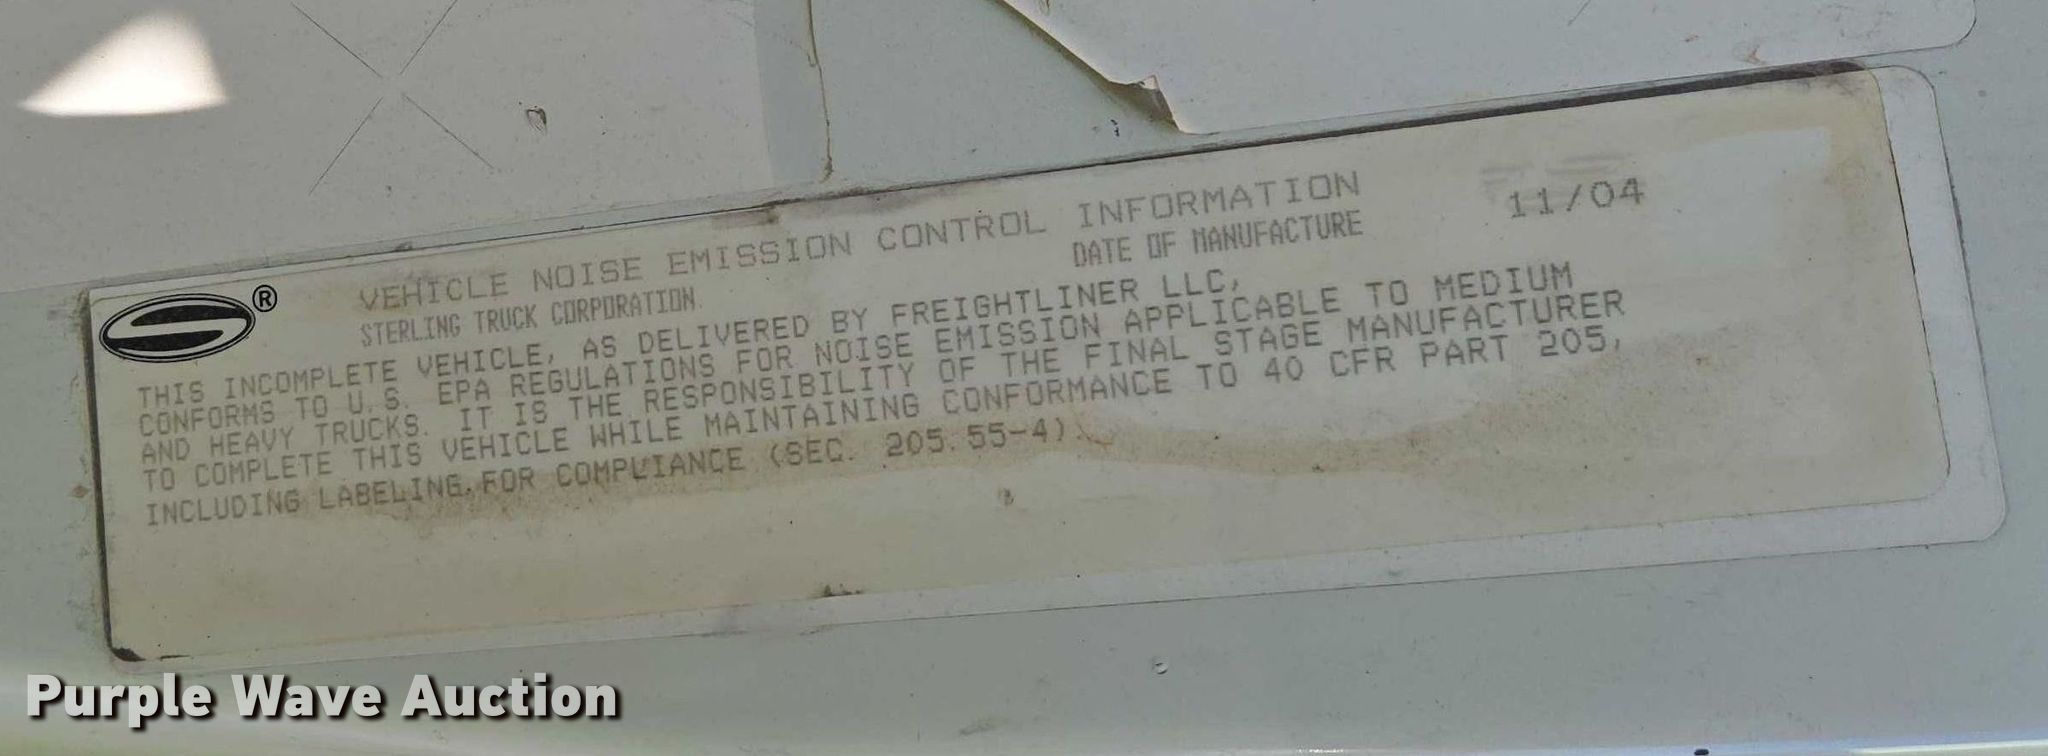 VEHICLE NOISE EMISSION CONTROL INFORMATION
11/04
STERLING TRUCK CORPORATION
DATE OF MANUFACTURE
THIS INCOMPLETE VEHICLE, AS DELIVERED BY FREIGHTLINER LLC,
CONFORMS TO U.S. EPA REGULATIONS FOR NOISE EMISSION APPLICABLE TO MEDIUM
AND HEAVY TRUCKS. IT IS THE RESPONSIBILITY OF THE FINAL STAGE MANUFACTURER
TO COMPLETE THIS VEHICLE WHILE MAINTAINING CONFORMANCE TO 40 CFR PART 205,
INCLUDING LABELING, FOR COMPLIANCE (SEC. 205.55-4)
S®
Purple Wave Auction